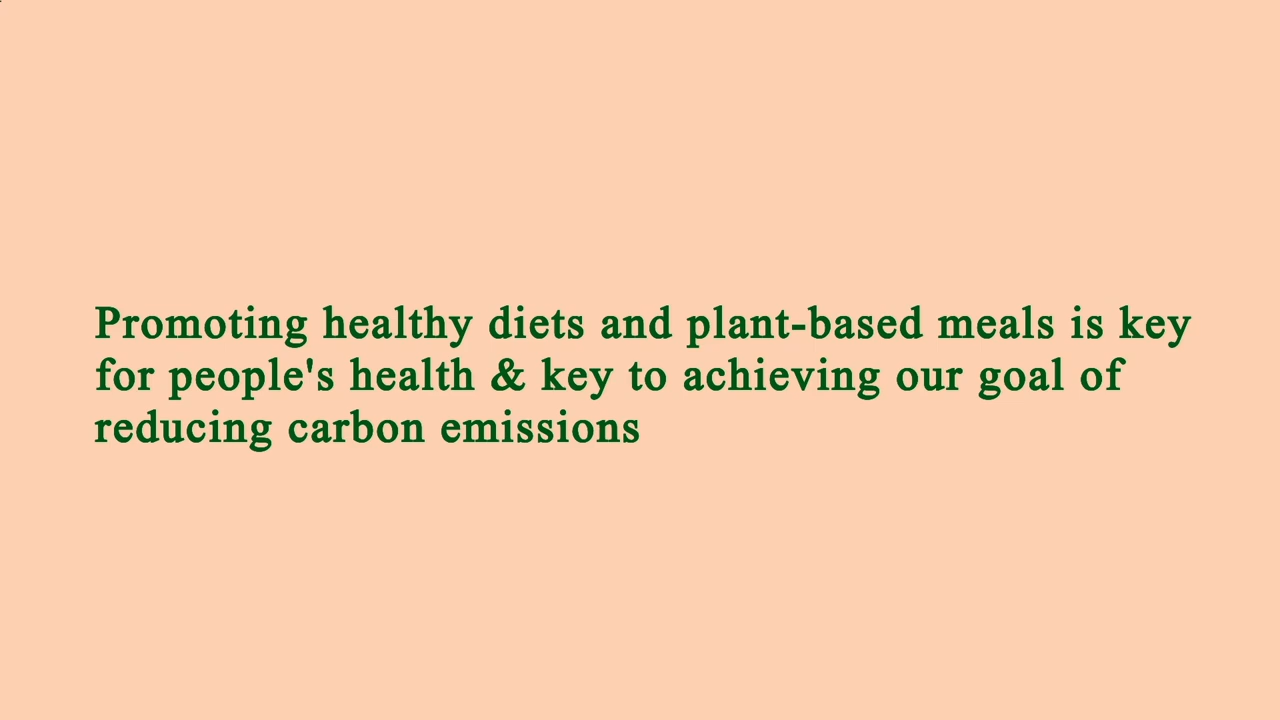 Promoting healthy diets and plant-based meals is key
for people's health & key to achieving our goal of
reducing carbon emissions